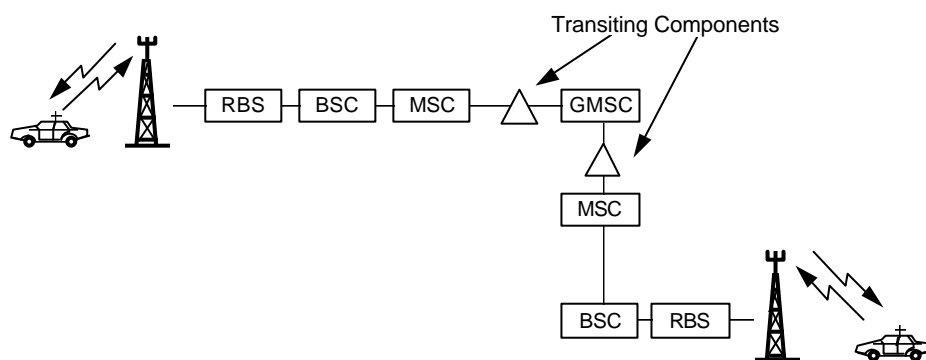 Transiting Components
RBS
BSC
MSC
GMSC
MSC
BSC
RBS